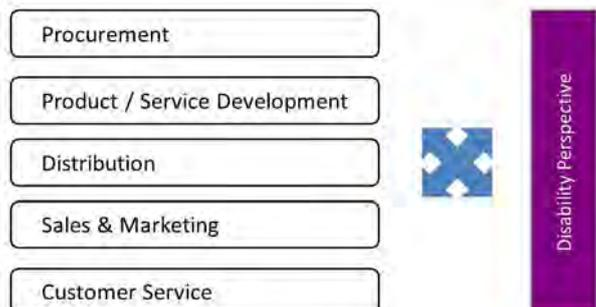 Procurement
Product / Service Development
Distribution
Sales & Marketing
Customer Service
Disability Perspective